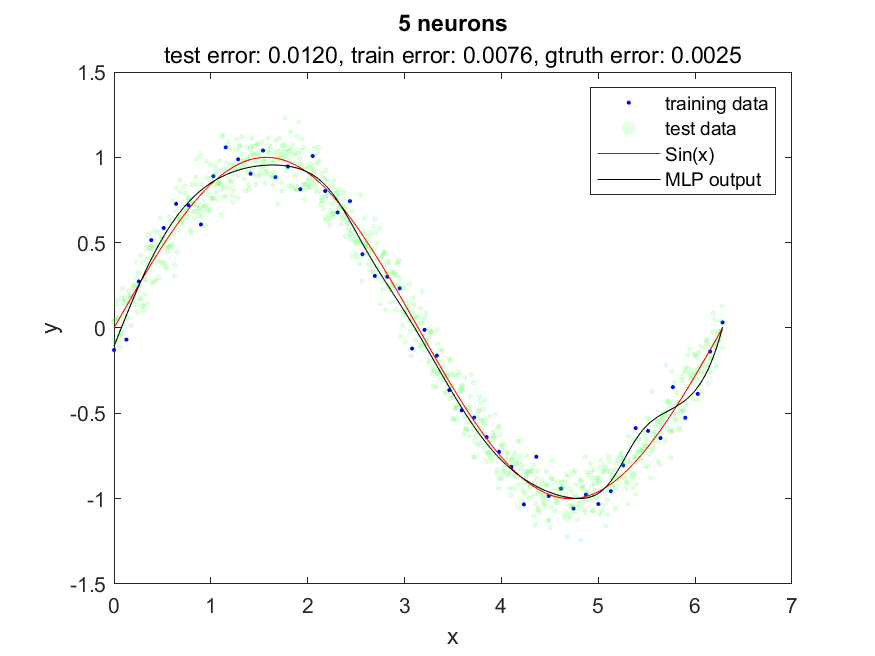 5 neurons
test error: 0.0120, train error: 0.0076, gtruth error: 0.0025
1.5
1
0.5
0
-0.5
-1
-1.5
y
training data
test data
Sin(x)
MLP output
0 1 2 3 4 5 6 7
x